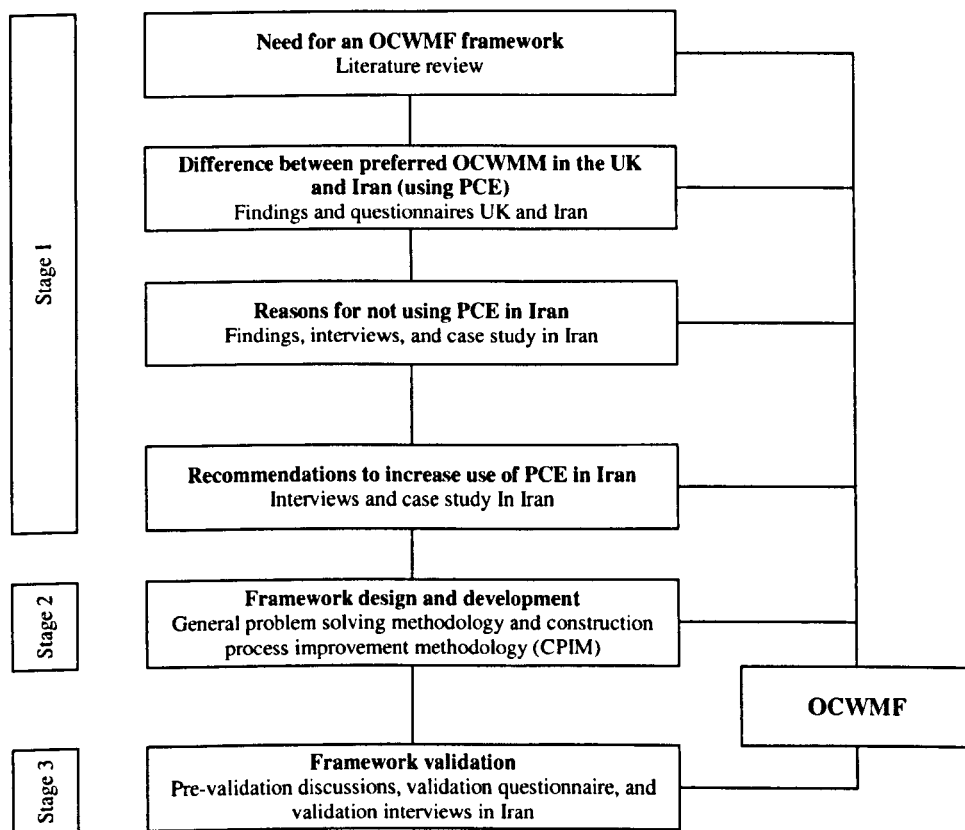 Need for an OCWMF framework
Literature review
Difference between preferred OCWMM in the UK
and Iran (using PCE)
Findings and questionnaires UK and Iran
Stage 1
Reasons for not using PCE in Iran
Findings, interviews, and case study in Iran
Recommendations to increase use of PCE in Iran
Interviews and case study In Iran
Stage 2
Framework design and development
General problem solving methodology and construction
process improvement methodology (CPIM)
OCWMF
Stage 3
Framework validation
Pre-validation discussions, validation questionnaire, and
validation interviews in Iran